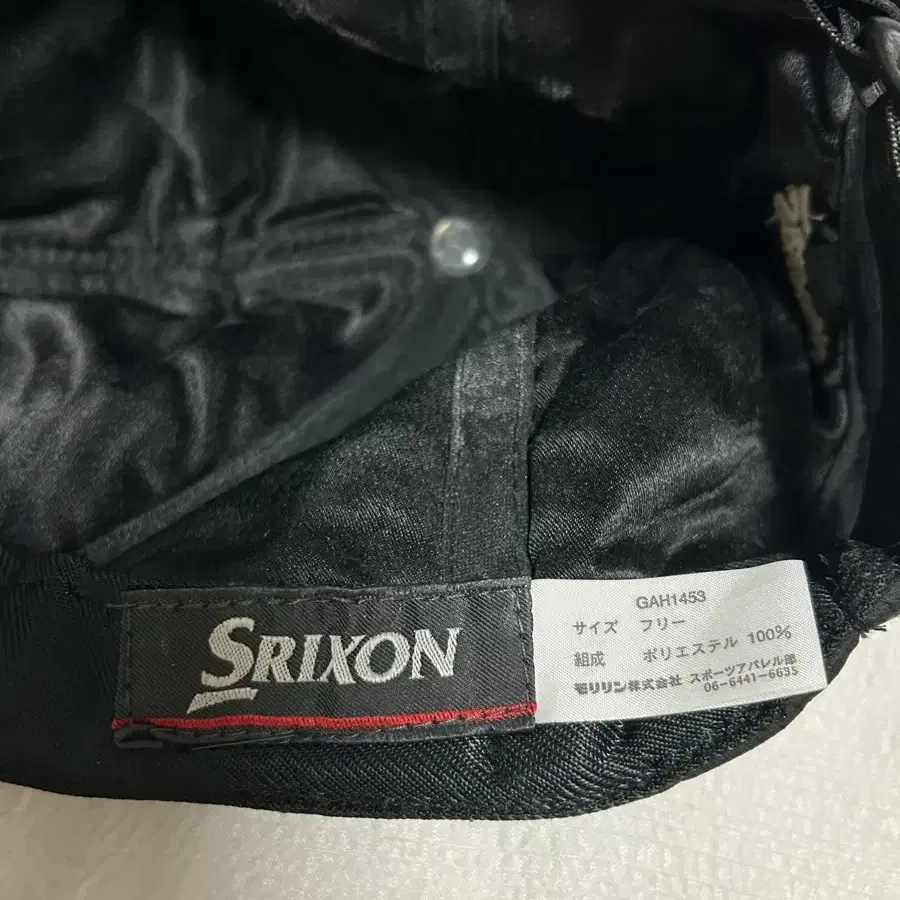 SRIXON
GAH1453
サイズ フリー
組成 ポリエステル 100%
モリリン株式会社 スポーツアパレル部
06-6441-6635